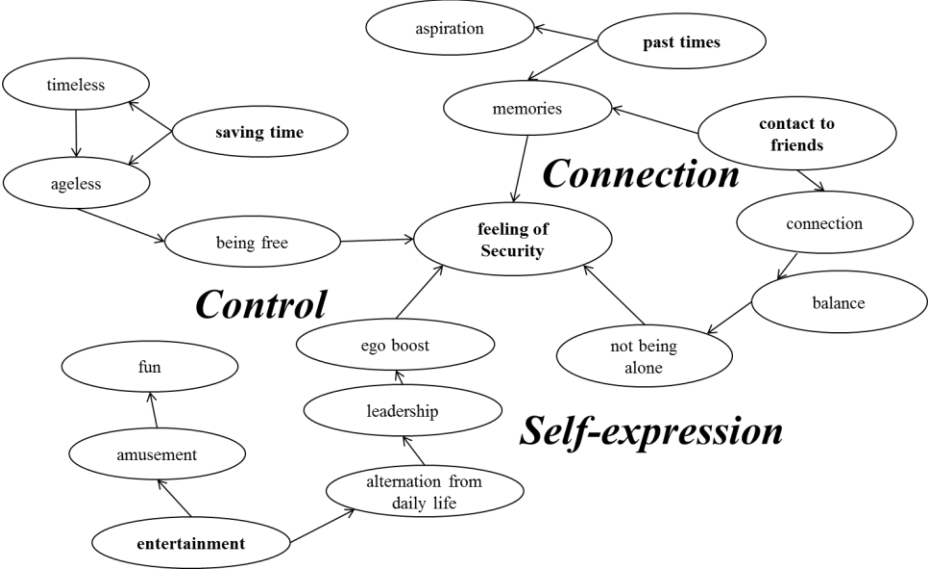 aspiration
past times
timeless
memories
saving time
contact to
friends
Connection
ageless
connection
feeling of
Security
being free
Control
balance
ego boost
not being
alone
fun
leadership
Self-expression
amusement
alternation from
daily life
entertainment